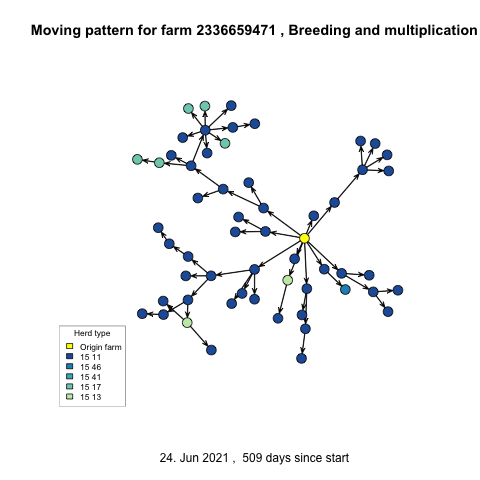 Moving pattern for farm 2336659471 , Breeding and multiplication
Herd type
Origin farm
15 11
15 46
15 41
15 17
15 13
24. Jun 2021 , 509 days since start